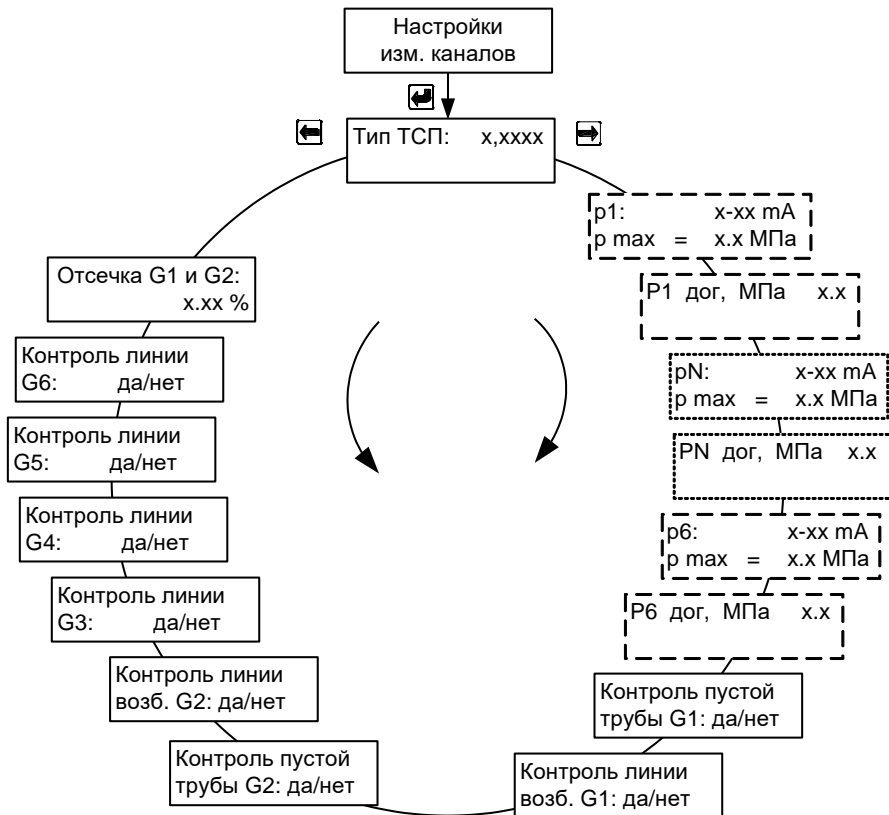 Настройки
изм. каналов
Тип ТСП: x,xxxx
p1: x-xx mA
p max = x.x МПа
P1 дог, МПа x.x
pN: x-xx mA
p max = x.x МПа
PN дог, МПа x.x
p6: x-xx mA
p max = x.x МПа
P6 дог, МПа x.x
Контроль пустой
трубы G1: да/нет
Контроль линии
возб. G1: да/нет
Контроль пустой
трубы G2: да/нет
Контроль линии
возб. G2: да/нет
Контроль линии
G3: да/нет
Контроль линии
G4: да/нет
Контроль линии
G5: да/нет
Контроль линии
G6: да/нет
Отсечка G1 и G2:
x.xx %